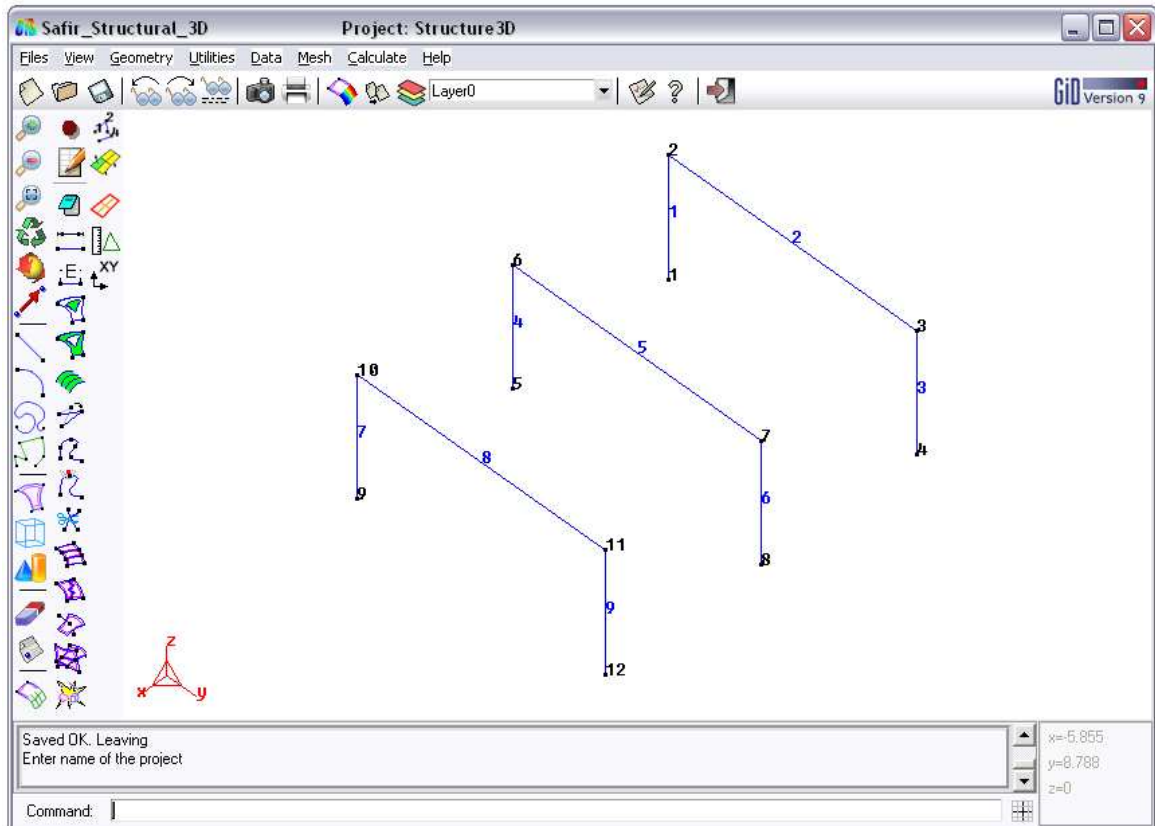 Safir_Structural_3D Project: Structure3D
Files View Geometry Utilities Data Mesh Calculate Help
Layer0
GiD Version 9
2
1
2
1
6
3
4
5
3
5
10
7
4
7
8
6
9
11
8
9
12
z
x y
E
XY
Saved OK. Leaving
Enter name of the project
x=-5.855
y=8.788
z=0
Command: